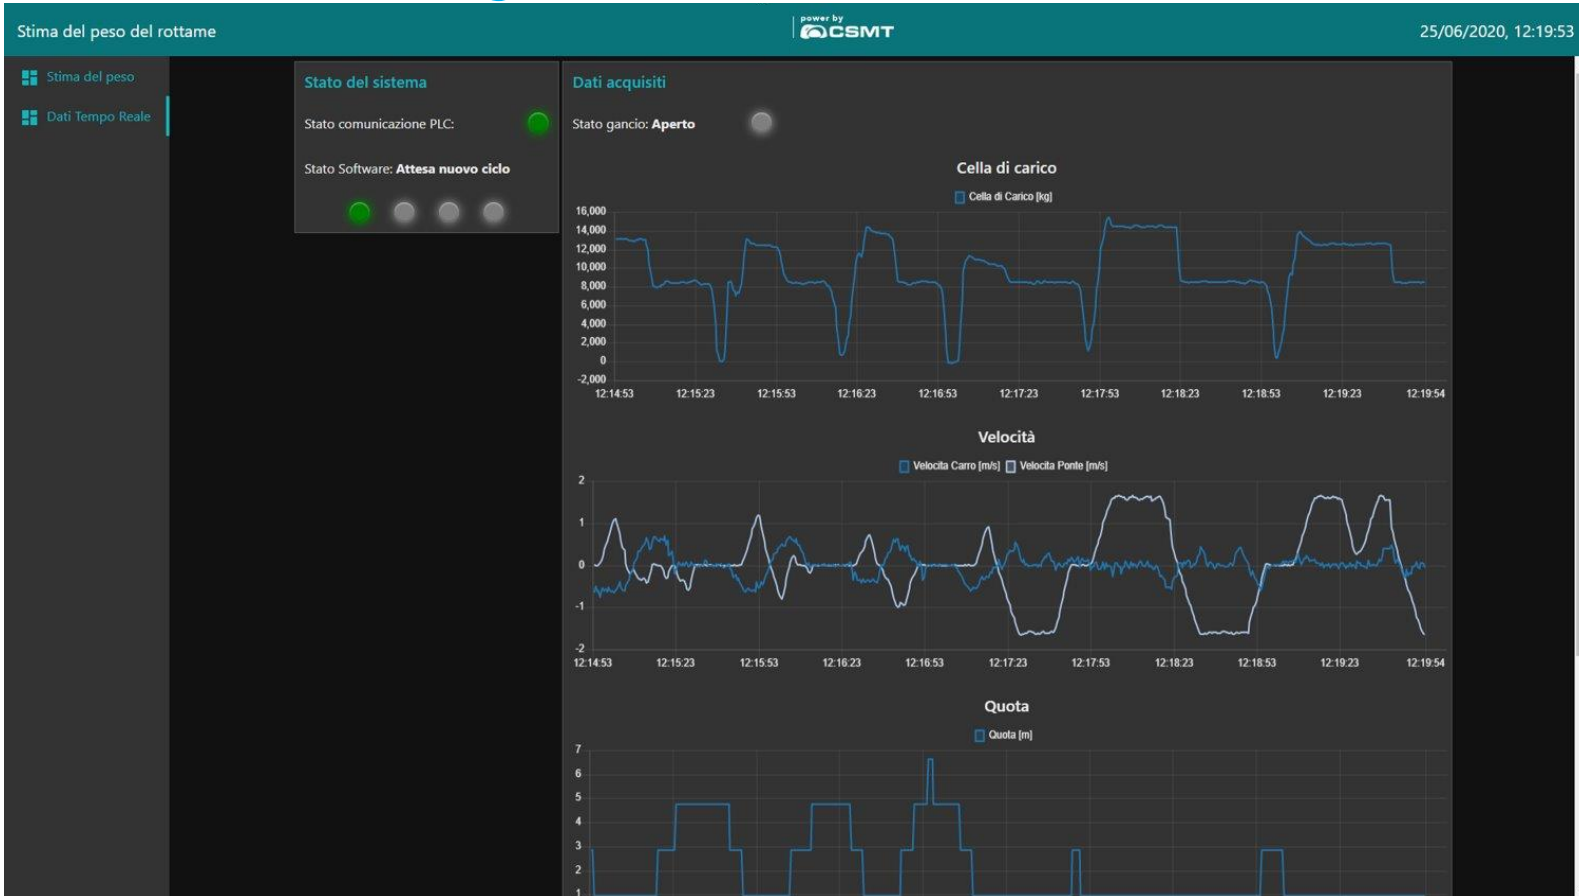 Stima del peso del rottame
power by
CSMT
25/06/2020, 12:19:53
Stima del peso
Dati Tempo Reale
Stato del sistema
Stato comunicazione PLC:
Stato Software: Attesa nuovo ciclo
Dati acquisiti
Stato gancio: Aperto
Cella di carico
Cella di Carico [kg]
16,000
14,000
12,000
10,000
8,000
6,000
4,000
2,000
0
-2,000
12:14:53 12:15:23 12:15:53 12:16:23 12:16:53 12:17:23 12:17:53 12:18:23 12:18:53 12:19:23 12:19:54
Velocità
Velocita Carro [m/s] Velocita Ponte [m/s]
2
1
0
-1
-2
12:14:53 12:15:23 12:15:53 12:16:23 12:16:53 12:17:23 12:17:53 12:18:23 12:18:53 12:19:23 12:19:54
Quota
Quota [m]
7
6
5
4
3
2
1